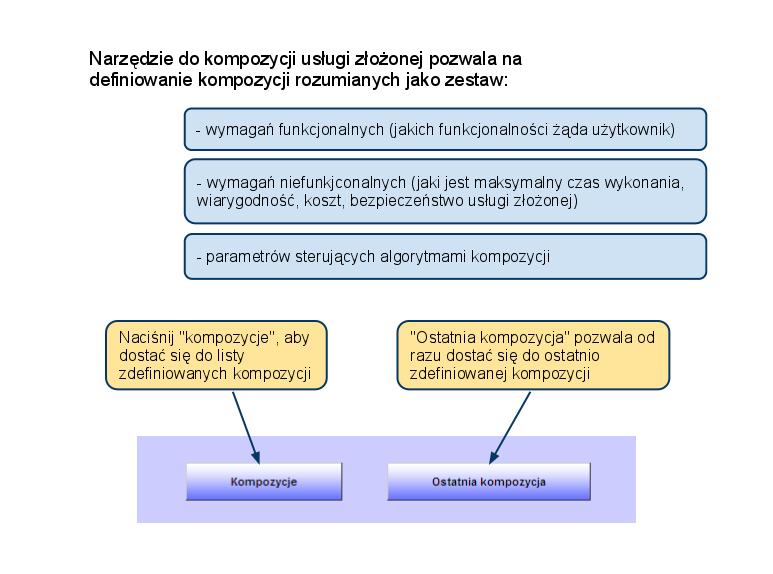 Narzędzie do kompozycji usługi złożonej pozwala na
definiowanie kompozycji rozumianych jako zestaw:
- wymagań funkcjonalnych (jakich funkcjonalności żąda użytkownik)
- wymagań niefunkjconalnych (jaki jest maksymalny czas wykonania,
wiarygodność, koszt, bezpieczeństwo usługi złożonej)
- parametrów sterujących algorytmami kompozycji
Naciśnij "kompozycje", aby
dostać się do listy
zdefiniowanych kompozycji
"Ostatnia kompozycja" pozwala od
razu dostać się do ostatnio
zdefiniowanej kompozycji
Kompozycje
Ostatnia kompozycja